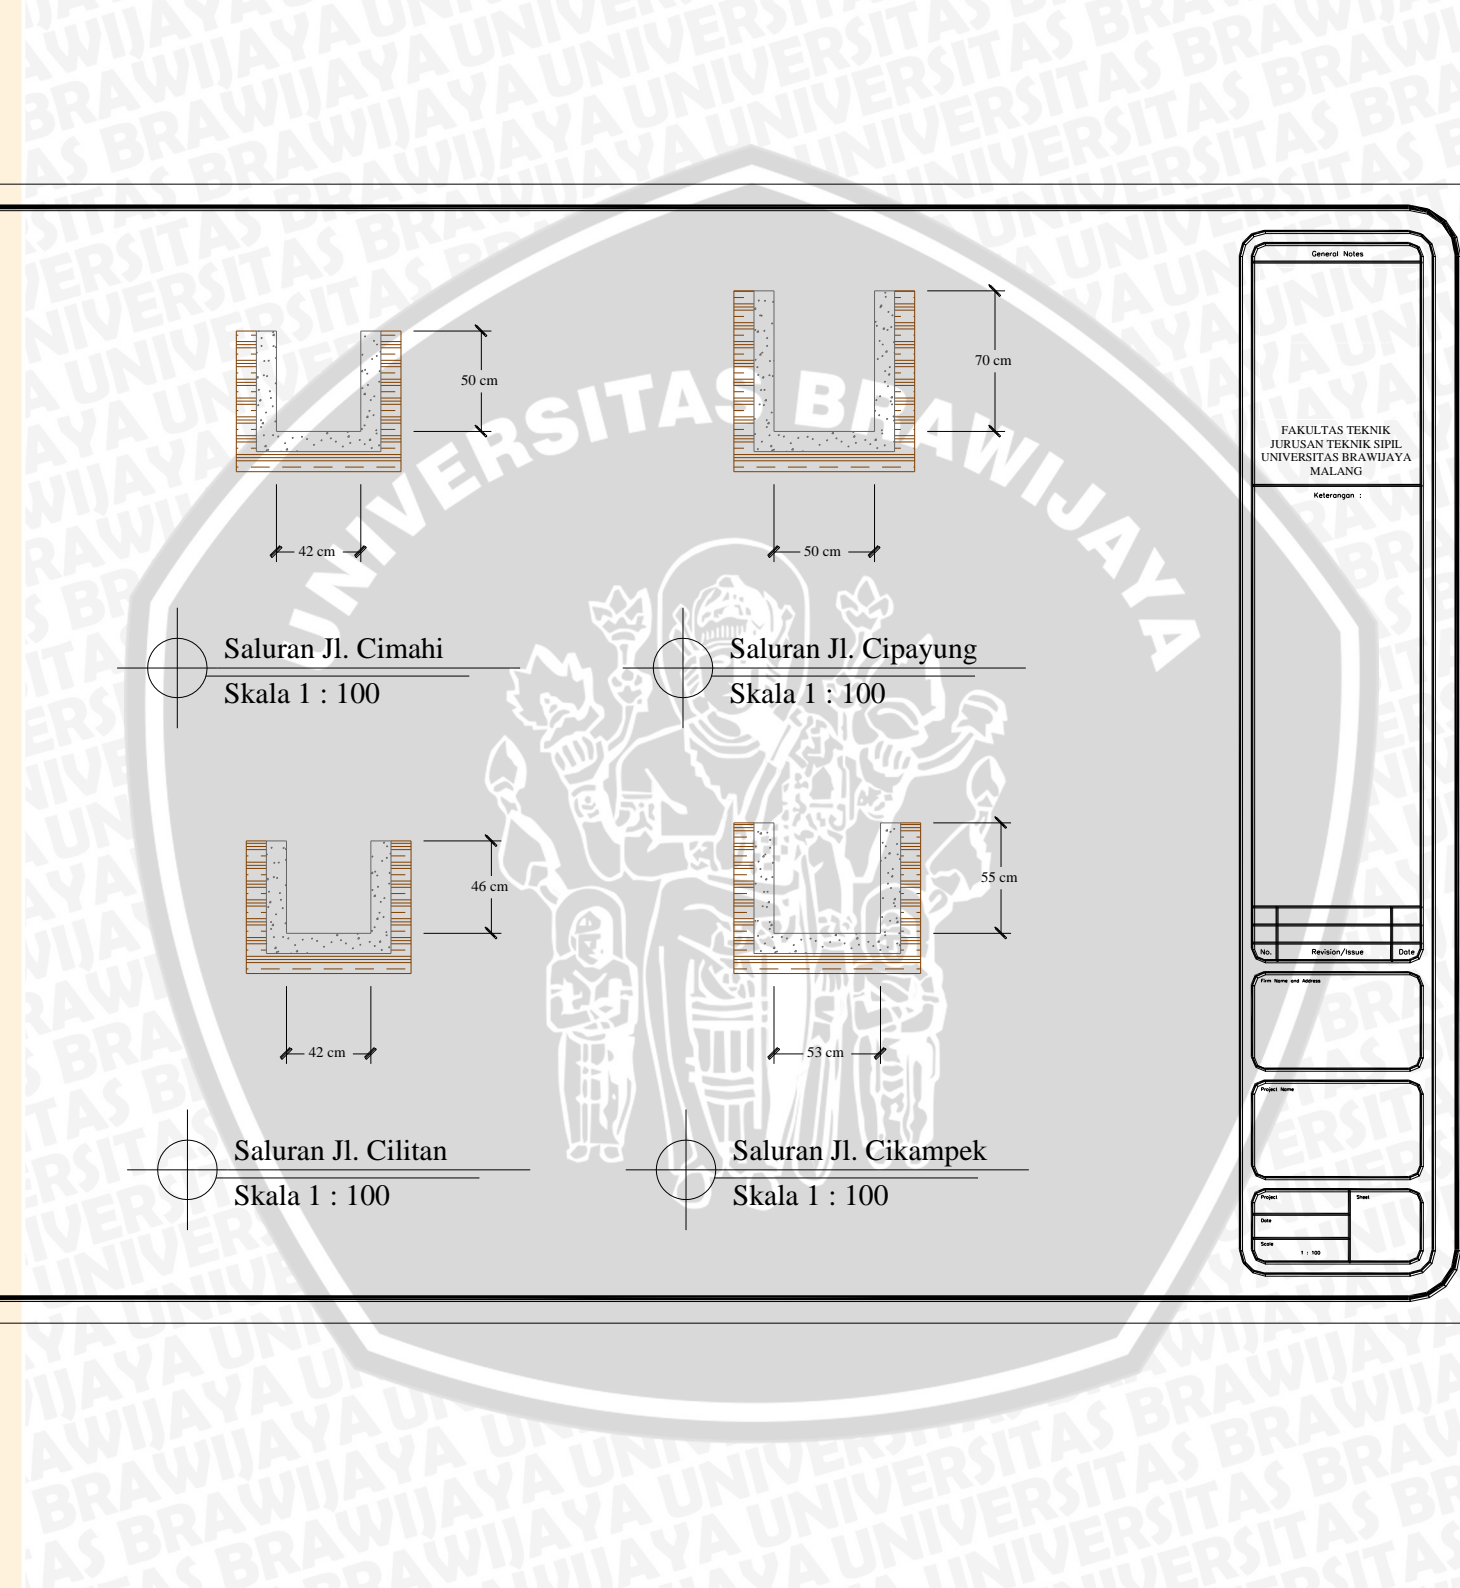 50 cm
42 cm
Saluran Jl. Cimahi
Skala 1 : 100
70 cm
50 cm
Saluran Jl. Cipayung
Skala 1 : 100
46 cm
42 cm
Saluran Jl. Cilitan
Skala 1 : 100
55 cm
53 cm
Saluran Jl. Cikampek
Skala 1 : 100
UNIVERSITAS BRAWIJAYA
General Notes
FAKULTAS TEKNIK
JURUSAN TEKNIK SIPIL
UNIVERSITAS BRAWIJAYA
MALANG
Keterangan :
No. Revision/Issue Date
Firm Name and Address
Project Name
Project
Sheet
Date
Scale
1 : 100